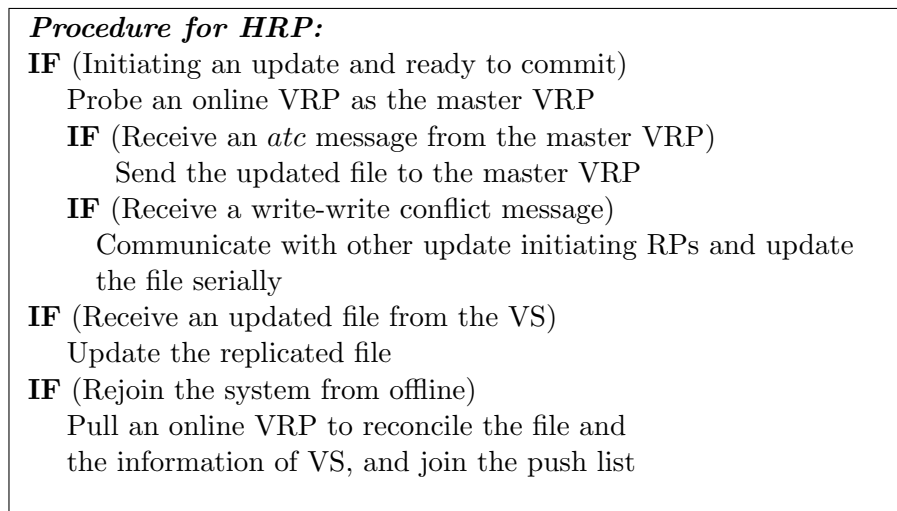 Procedure for HRP:
IF (Initiating an update and ready to commit)
Probe an online VRP as the master VRP
IF (Receive an atc message from the master VRP)
Send the updated file to the master VRP
IF (Receive a write-write conflict message)
Communicate with other update initiating RPs and update
the file serially
IF (Receive an updated file from the VS)
Update the replicated file
IF (Rejoin the system from offline)
Pull an online VRP to reconcile the file and
the information of VS, and join the push list